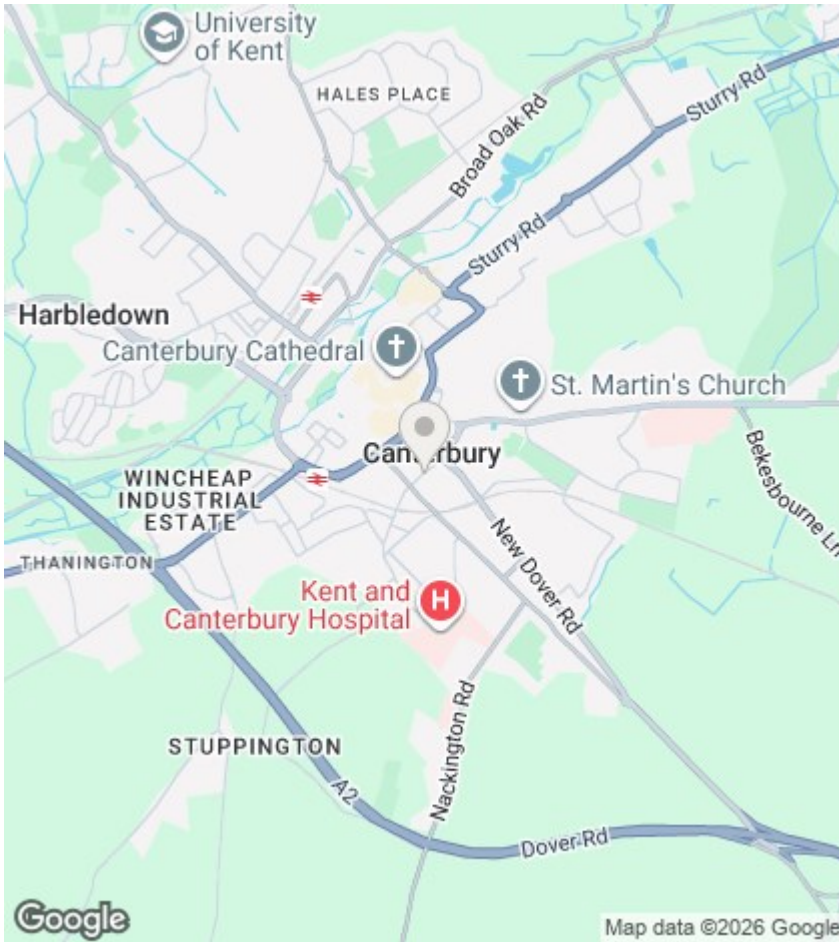 University
of Kent
HALES PLACE
Broad Oak Rd
Sturry Rd
Sturry Rd
Harbledown
Canterbury Cathedral
St. Martin's Church
Canterbury
WINCHEAP
INDUSTRIAL
ESTATE
Bekesbourne Ln
THANINGTON
New Dover Rd
Kent and
Canterbury Hospital
H
Nackington Rd
STUPPINGTON
A2
Dover Rd
Google
Map data ©2026 Google